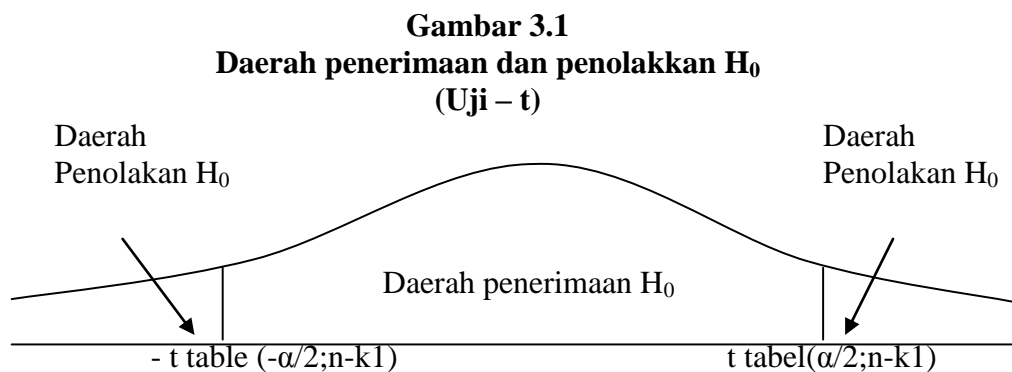 Gambar 3.1
Daerah penerimaan dan penolakkan H₀
(Uji – t)
Daerah
Penolakan H₀
Daerah
Penolakan H₀
Daerah penerimaan H₀
- t table (-α/2;n-k1)
t tabel(α/2;n-k1)